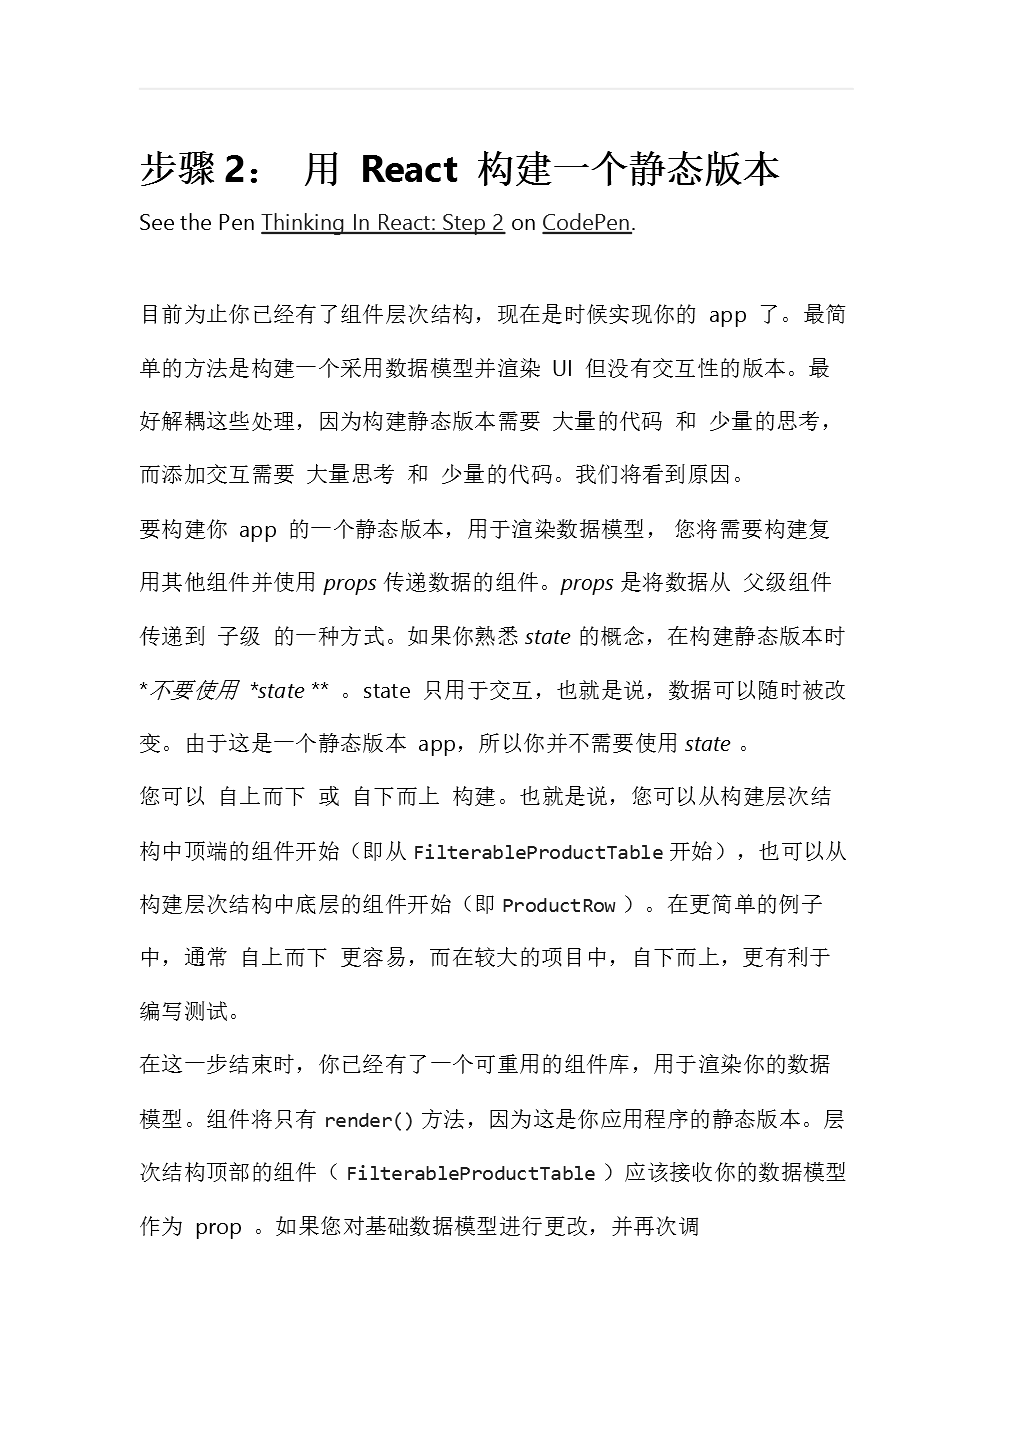 步骤2： 用 React 构建一个静态版本
See the Pen Thinking In React: Step 2 on CodePen.
目前为止你已经有了组件层次结构，现在是时候实现你的 app 了。最简
单的方法是构建一个采用数据模型并渲染 UI 但没有交互性的版本。最
好解耦这些处理，因为构建静态版本需要 大量的代码 和 少量的思考，
而添加交互需要 大量思考 和 少量的代码。我们将看到原因。
要构建你 app 的一个静态版本，用于渲染数据模型， 您将需要构建复
用其他组件并使用 props 传递数据的组件。props 是将数据从 父级组件
传递到 子级 的一种方式。如果你熟悉 state 的概念，在构建静态版本时
*不要使用 *state ** 。state 只用于交互，也就是说，数据可以随时被改
变。由于这是一个静态版本 app，所以你并不需要使用 state 。
您可以 自上而下 或 自下而上 构建。也就是说，您可以从构建层次结
构中顶端的组件开始（即从 FilterableProductTable 开始），也可以从
构建层次结构中底层的组件开始（即 ProductRow ）。在更简单的例子
中，通常 自上而下 更容易，而在较大的项目中，自下而上，更有利于
编写测试。
在这一步结束时，你已经有了一个可重用的组件库，用于渲染你的数据
模型。组件将只有 render() 方法，因为这是你应用程序的静态版本。层
次结构顶部的组件（ FilterableProductTable ）应该接收你的数据模型
作为 prop 。如果您对基础数据模型进行更改，并再次调